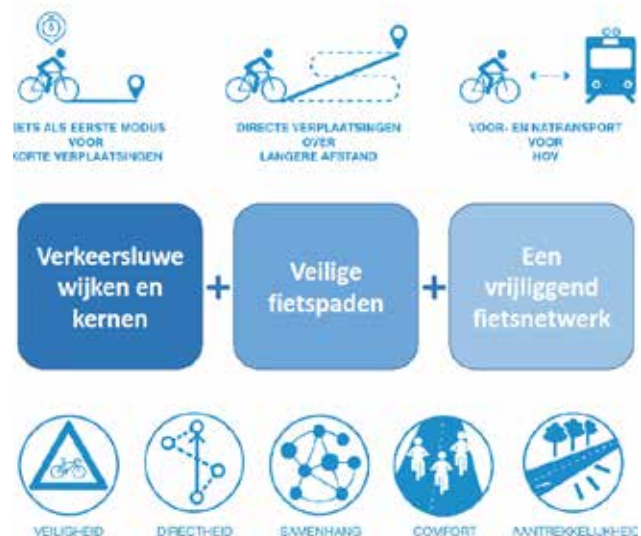 IETS ALS EERSTE MODUS
VOOR
KORTE VERPLAATSINGEN
DIRECTE VERPLAATSINGEN
OVER
LANGERE AFSTAND
VOOR- EN NATRANSPORT
VOOR
HOV
Verkeersluwe
wijken en
kernen
+
Veilige
fietspaden
+
Een
vrijliggend
fietsnetwerk
VEILIGHEID
DIRECTHEID
SAMENHANG
COMFORT
AANTREKKELIJKHEID